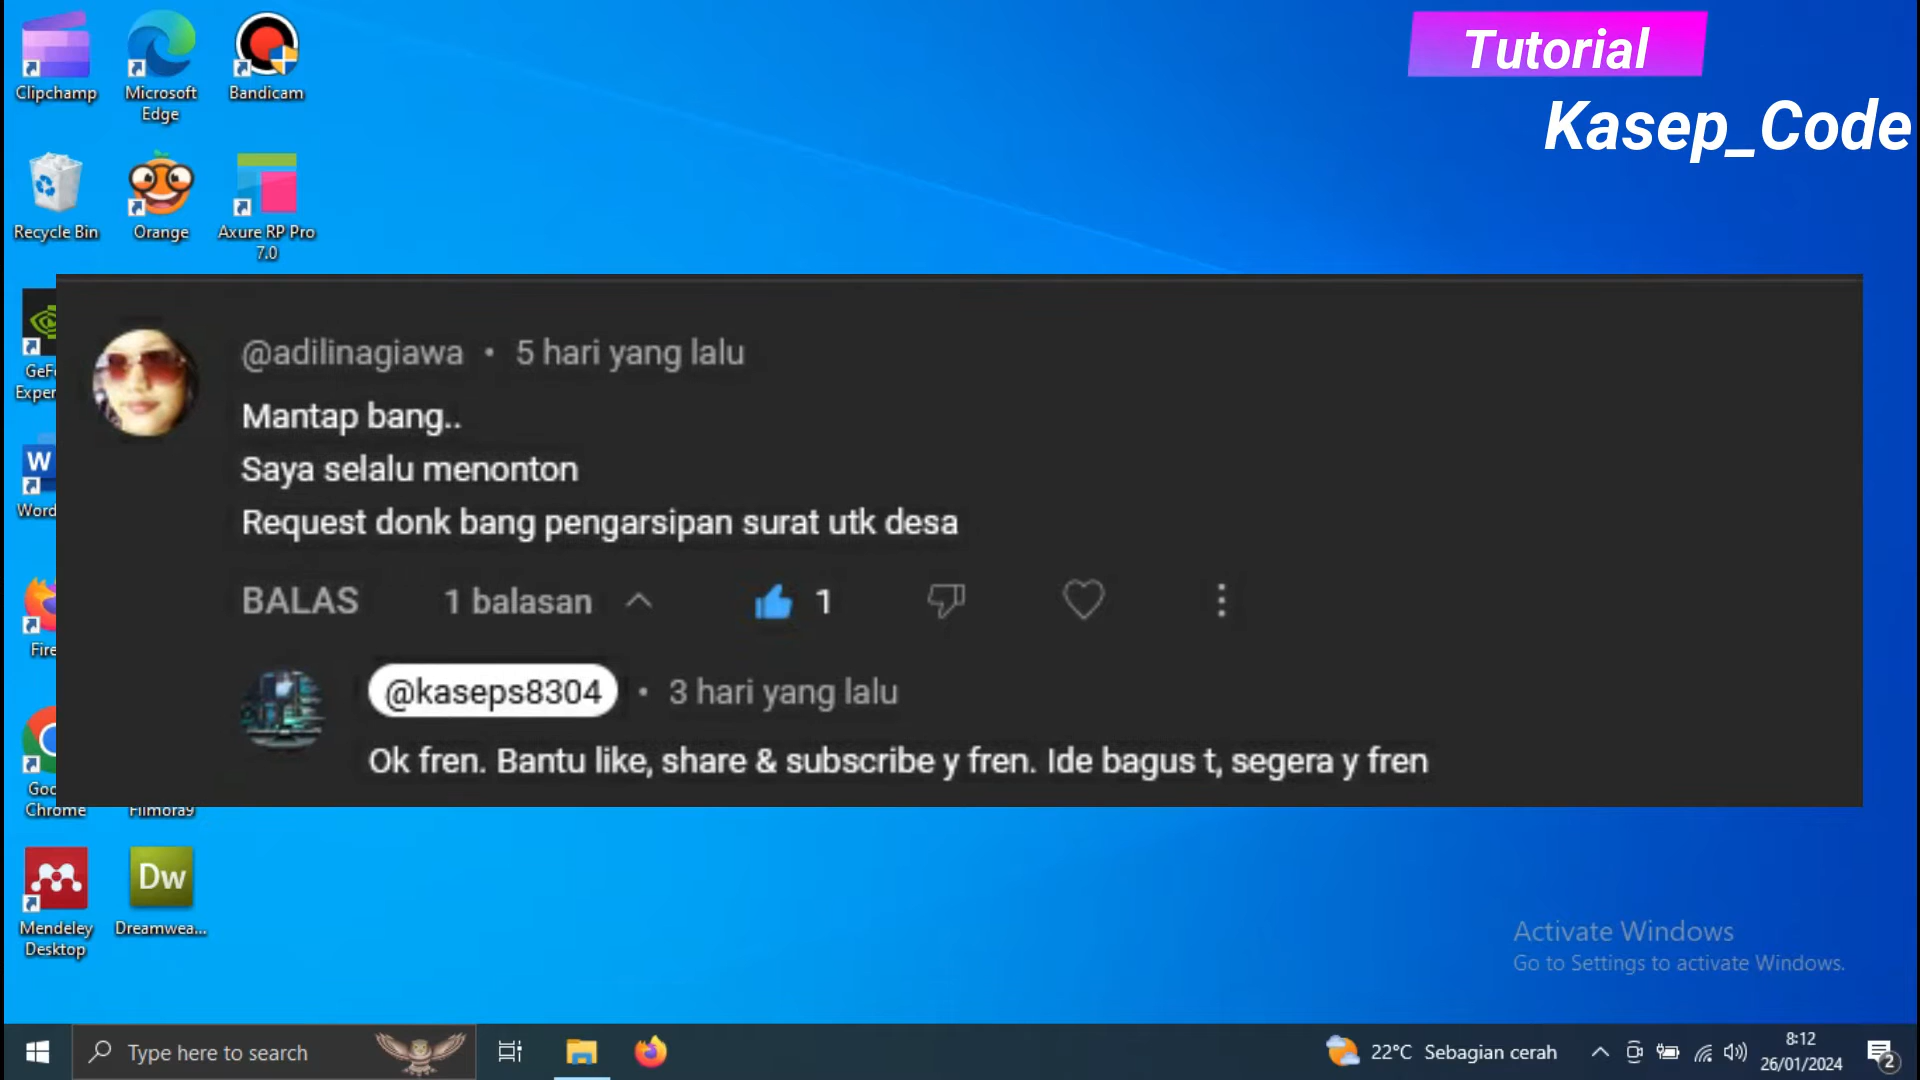 Tutorial
Kasep_Code
Clipchamp
Microsoft
Edge
Bandicam
Recycle Bin
Orange
Axure RP Pro
7.0
@adilinagiawa • 5 hari yang lalu
Mantap bang..
Saya selalu menonton
Request donk bang pengarsipan surat utk desa
BALAS 1 balasan 1
@kaseps8304 • 3 hari yang lalu
Ok fren. Bantu like, share & subscribe y fren. Ide bagus t, segera y fren
W
Word
Chrome
Filmora9
Dw
Mendeley
Desktop
Dreamwea...
Activate Windows
Go to Settings to activate Windows.
Type here to search
22°C Sebagian cerah
8:12
26/01/2024
2